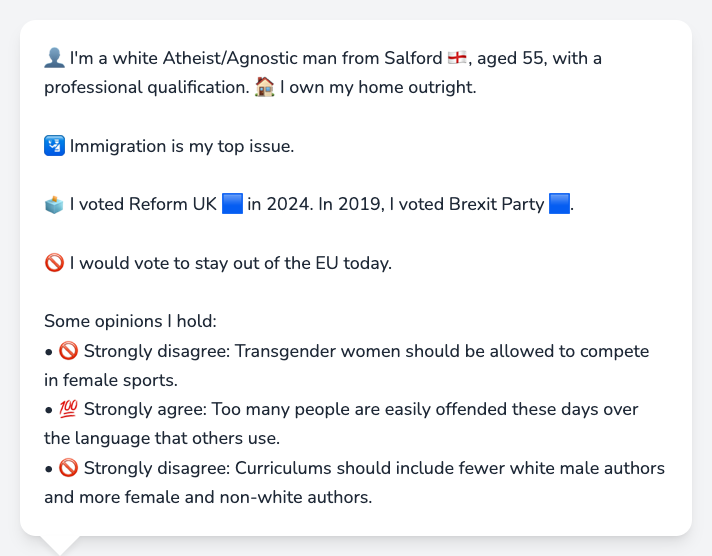 👤 I'm a white Atheist/Agnostic man from Salford 🏴󠁧󠁢󠁥󠁮󠁧󠁿, aged 55, with a
professional qualification. 🏠 I own my home outright.
🛂 Immigration is my top issue.
🗳️ I voted Reform UK 🟦 in 2024. In 2019, I voted Brexit Party 🟦.
🚫 I would vote to stay out of the EU today.
Some opinions I hold:
• 🚫 Strongly disagree: Transgender women should be allowed to compete
in female sports.
• 💯 Strongly agree: Too many people are easily offended these days over
the language that others use.
• 🚫 Strongly disagree: Curriculums should include fewer white male authors
and more female and non-white authors.